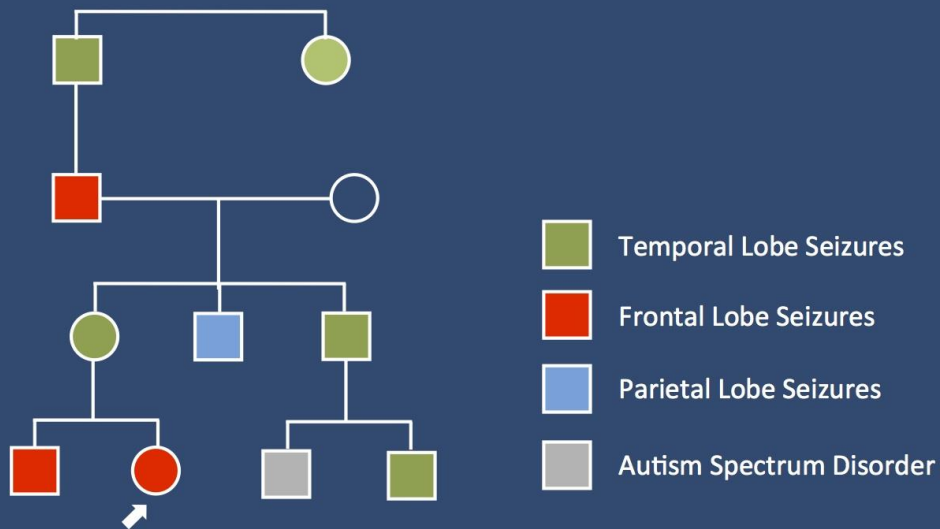 Temporal Lobe Seizures
Frontal Lobe Seizures
Parietal Lobe Seizures
Autism Spectrum Disorder